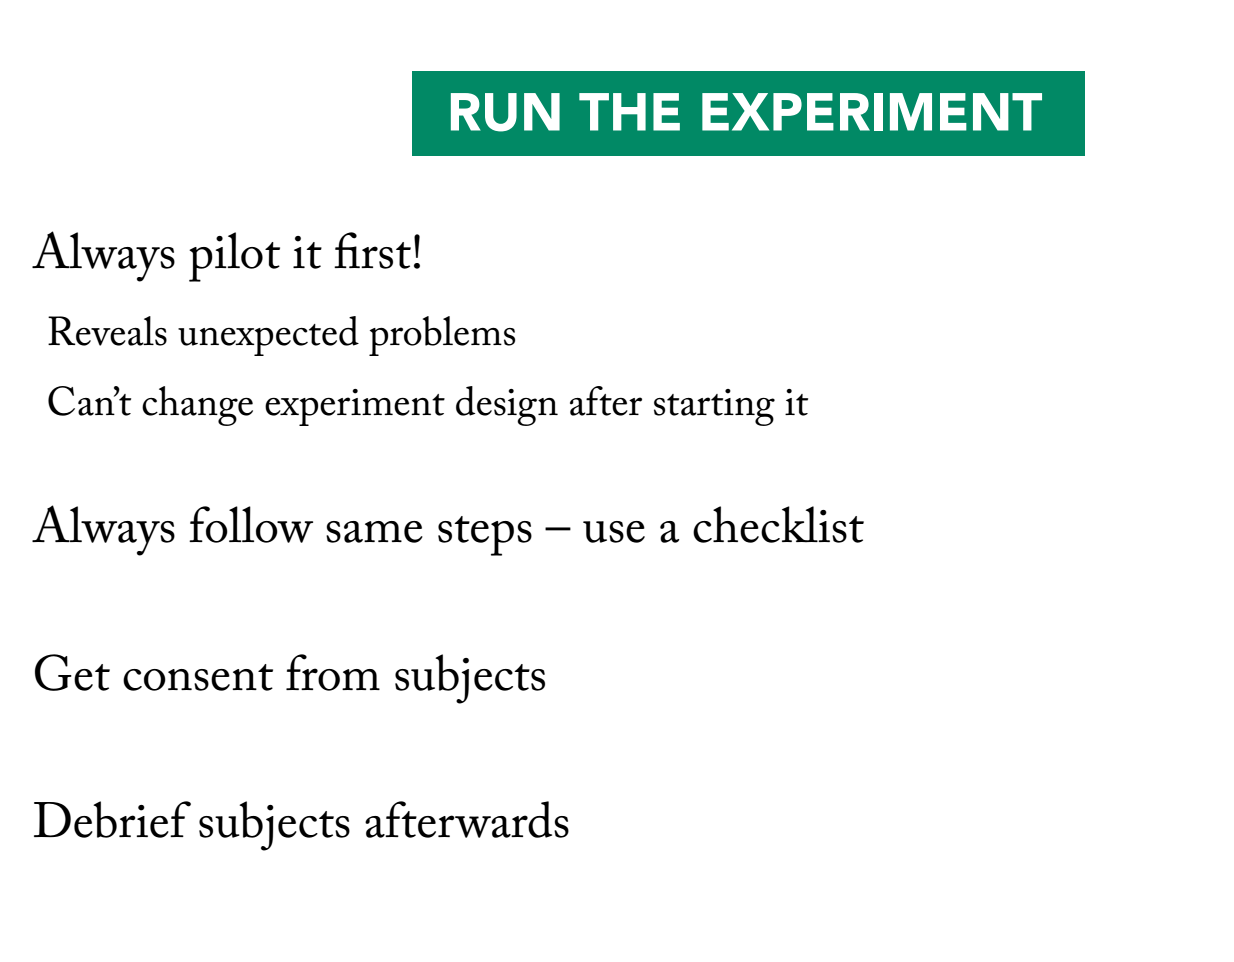 RUN THE EXPERIMENT
Always pilot it first!
Reveals unexpected problems
Can’t change experiment design after starting it
Always follow same steps – use a checklist
Get consent from subjects
Debrief subjects afterwards